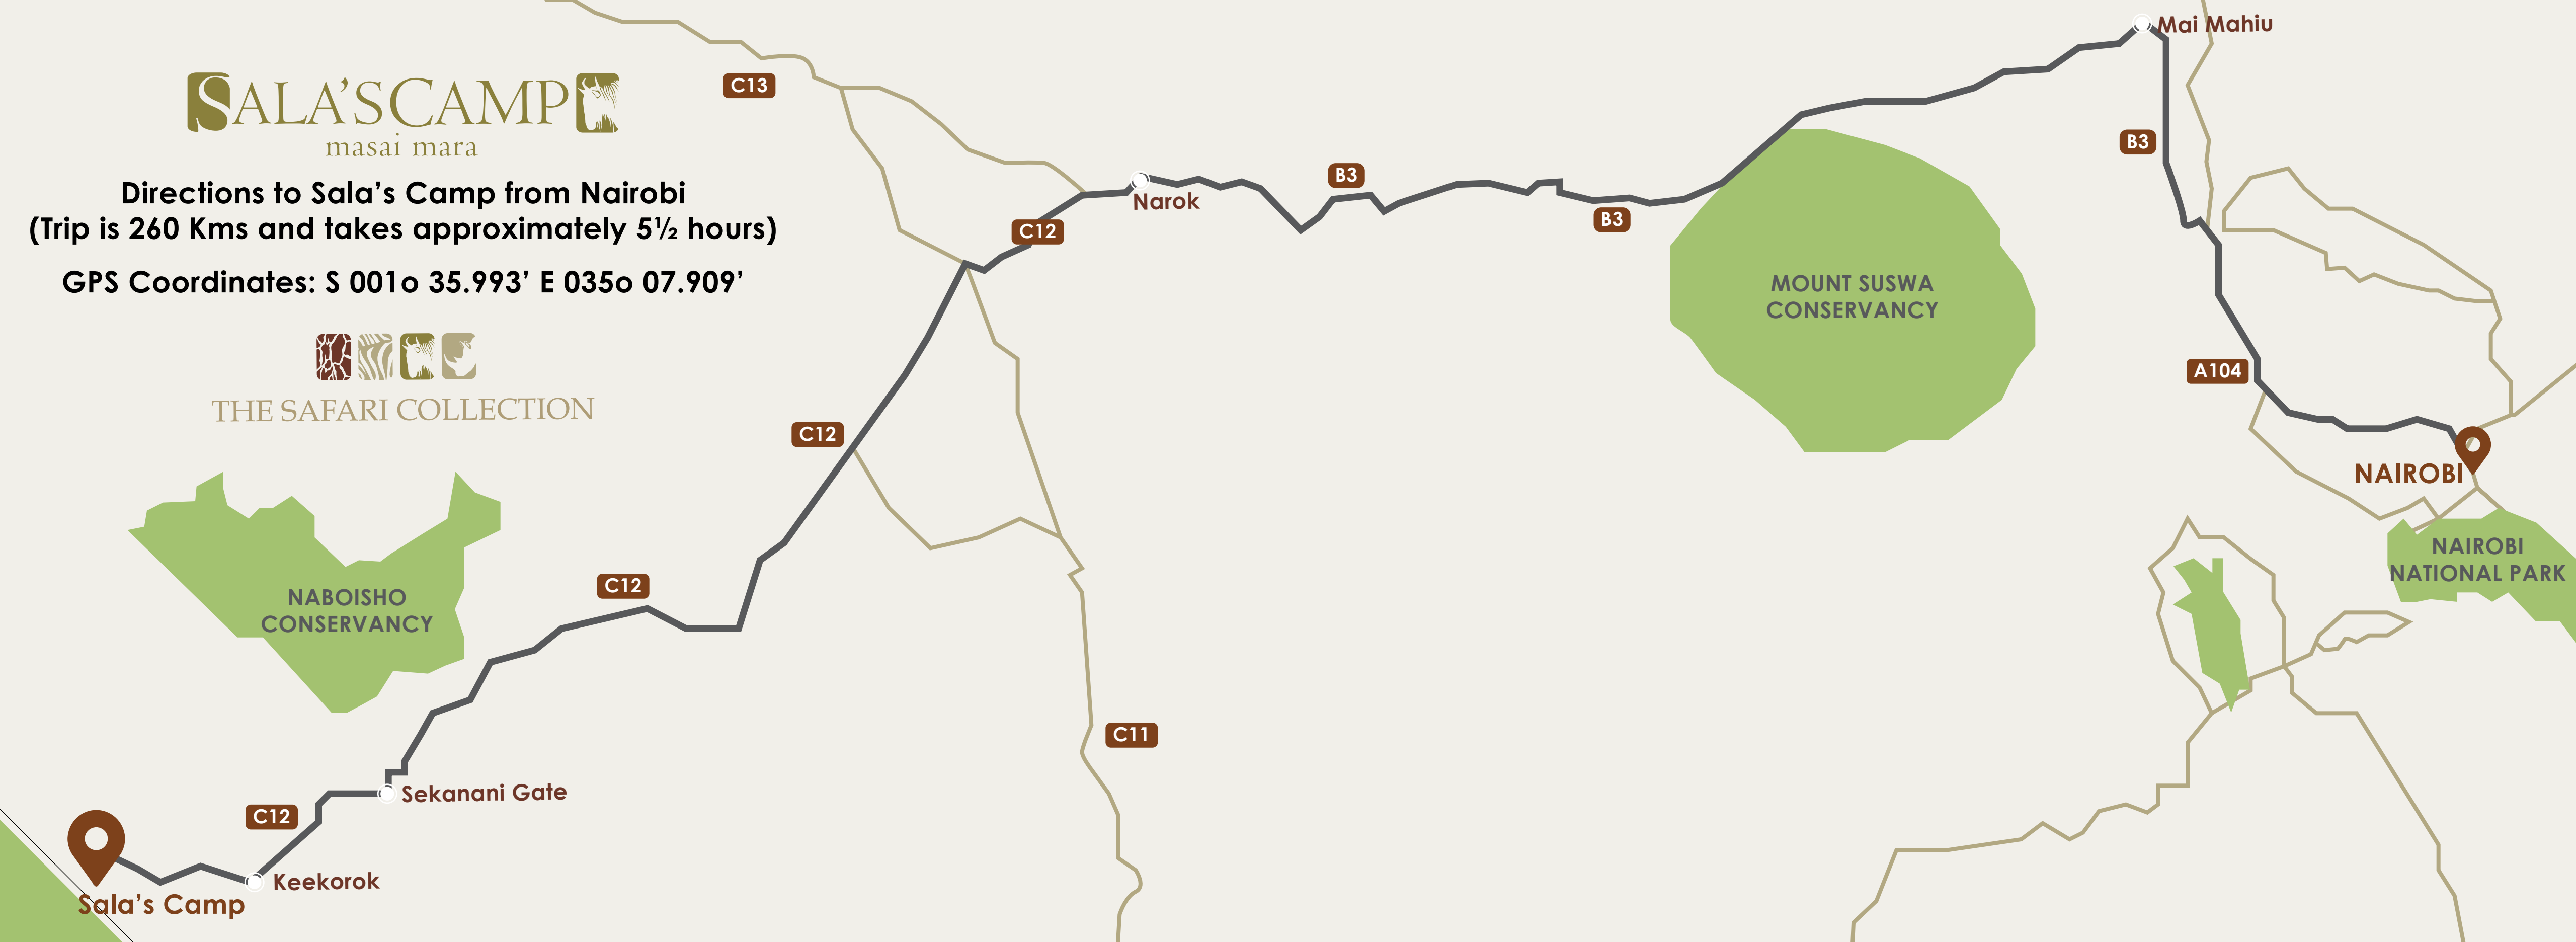 SALA'S CAMP
masai mara
Directions to Sala's Camp from Nairobi
(Trip is 260 Kms and takes approximately 5½ hours)
GPS Coordinates: S 001o 35.993’ E 035o 07.909’
THE SAFARI COLLECTION
Mai Mahiu
C13
B3
B3
Narok
C12
B3
MOUNT SUSWA
CONSERVANCY
A104
C12
NAIROBI
NAIROBI
NATIONAL PARK
C12
NABOISHO
CONSERVANCY
C11
Sekanani Gate
C12
Keekorok
Sala’s Camp